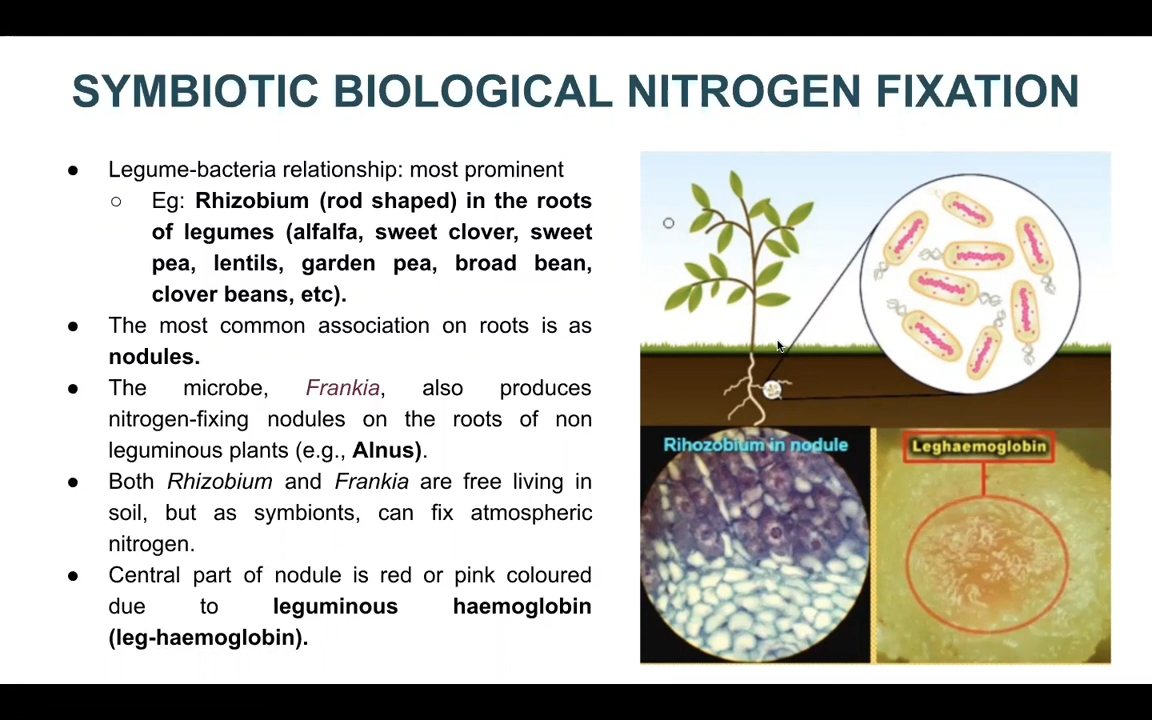 SYMBIOTIC BIOLOGICAL NITROGEN FIXATION
● Legume-bacteria relationship: most prominent
○ Eg: Rhizobium (rod shaped) in the roots
of legumes (alfalfa, sweet clover, sweet
pea, lentils, garden pea, broad bean,
clover beans, etc).
● The most common association on roots is as
nodules.
● The microbe, Frankia, also produces
nitrogen-fixing nodules on the roots of non
leguminous plants (e.g., Alnus).
● Both Rhizobium and Frankia are free living in
soil, but as symbionts, can fix atmospheric
nitrogen.
● Central part of nodule is red or pink coloured
due to leguminous haemoglobin
(leg-haemoglobin).
Rihozobium in nodule
Leghaemoglobin